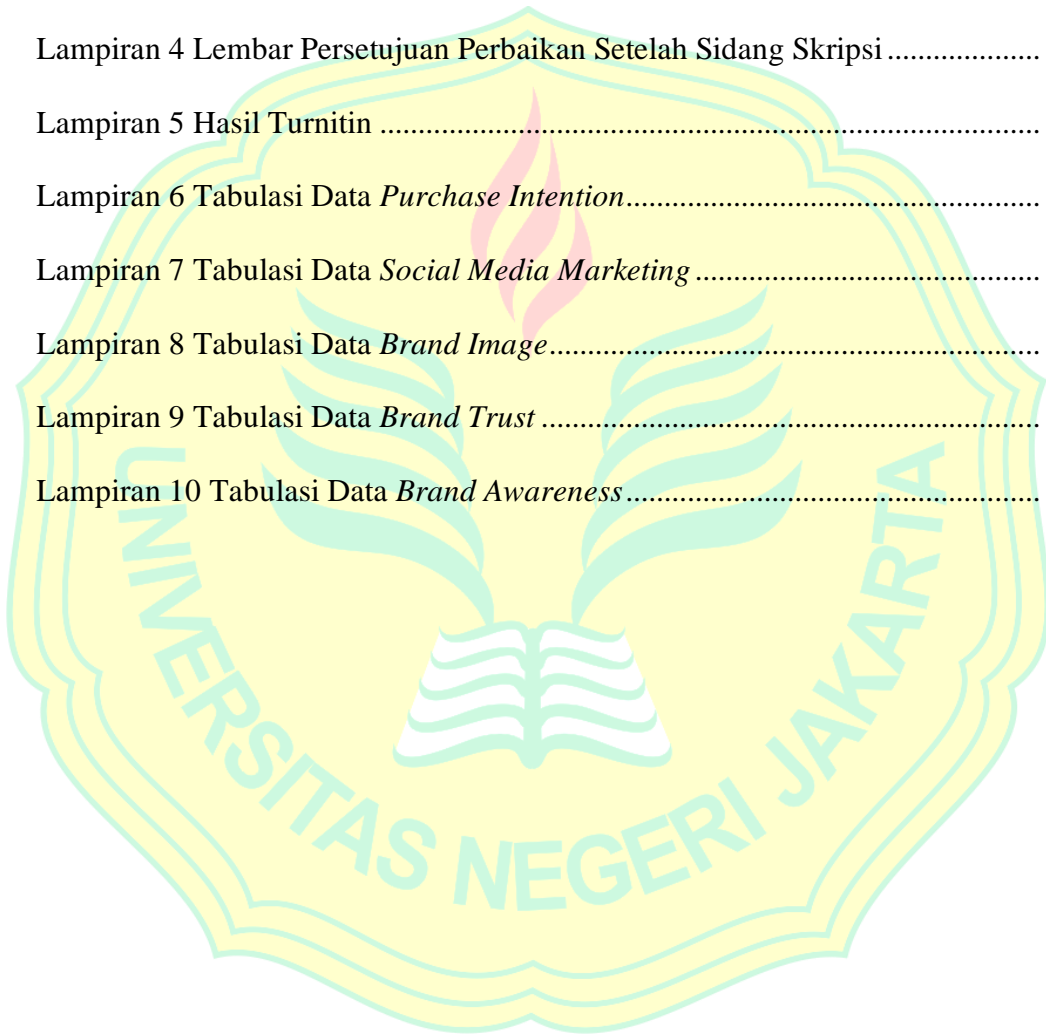 Lampiran 4 Lembar Persetujuan Perbaikan Setelah Sidang Skripsi ....................
Lampiran 5 Hasil Turnitin ........................................................................
Lampiran 6 Tabulasi Data Purchase Intention.............................................
Lampiran 7 Tabulasi Data Social Media Marketing .....................................
Lampiran 8 Tabulasi Data Brand Image.....................................................
Lampiran 9 Tabulasi Data Brand Trust ......................................................
Lampiran 10 Tabulasi Data Brand Awareness.............................................
UNIVERSITAS NEGERI JAKARTA